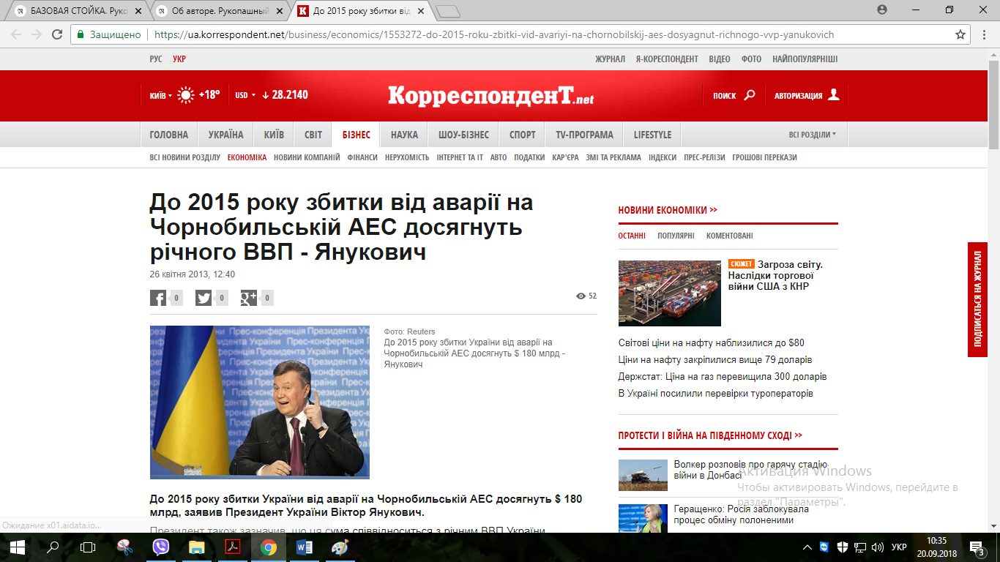 БАЗОВАЯ СТОЙКА. Руко
Об авторе. Рукопашный
До 2015 року збитки від
Защищено
https://ua.korrespondent.net/business/economics/1553272-do-2015-roku-zbitki-vid-avariyi-na-chornobilskij-aes-dosyagnut-richnogo-vvp-yanukovich
РУС УКР
ЖУРНАЛ Я-КОРЕСПОНДЕНТ ВІДЕО ФОТО НАЙПОПУЛЯРНІШІ
КИЇВ +18° USD 28.2140
КорреспонденТ.net
ПОИСК АВТОРИЗАЦИЯ
ГОЛОВНА УКРАЇНА КИЇВ СВІТ БІЗНЕС НАУКА ШОУ-БІЗНЕС СПОРТ TV-ПРОГРАМА LIFESTYLE ВСІ РОЗДІЛИ
ВСІ НОВИНИ РОЗДІЛУ ЕКОНОМІКА НОВИНИ КОМПАНІЙ ФІНАНСИ НЕРУХОМІСТЬ ІНТЕРНЕТ ТА IT АВТО ПОДАТКИ КАР'ЄРА ЗМІ ТА РЕКЛАМА ІНДЕКСИ ПРЕС-РЕЛІЗИ ГРОШОВІ ПЕРЕКАЗИ
До 2015 року збитки від аварії на
Чорнобильській АЕС досягнуть
річного ВВП - Янукович
26 квітня 2013, 12:40
0 0 0
52
Прес-конференція Президента України
Фото: Reuters
До 2015 року збитки України від аварії на
Чорнобильській АЕС досягнуть $ 180 млрд -
Янукович
До 2015 року збитки України від аварії на Чорнобильській АЕС досягнуть $ 180
млрд, заявив Президент України Віктор Янукович.
Президент також зазначив, що ця сума співвідноситься з річним ВВП України.
НОВИНИ ЕКОНОМІКИ >>
ОСТАННІ ПОПУЛЯРНІ КОМЕНТОВАНІ
СЮЖЕТ Загроза світу.
Наслідки торгової
війни США з КНР
Світові ціни на нафту наблизилися до $80
Ціни на нафту закріпилися вище 79 доларів
Держстат: Ціна на газ перевищила 300 доларів
В Україні посилили перевірки туроператорів
ПРОТЕСТИ І ВІЙНА НА ПІВДЕННОМУ СХОДІ >>
Волкер розповів про гарячу стадію
війни в Донбасі
Геращенко: Росія заблокувала
процес обміну полоненими
ПОДПИСАТЬСЯ НА ЖУРНАЛ
Активация Windows
Чтобы активировать Windows, перейдите в
раздел "Параметры".
Ожидание x01.aidata.io...
УКР
10:35
20.09.2018
3